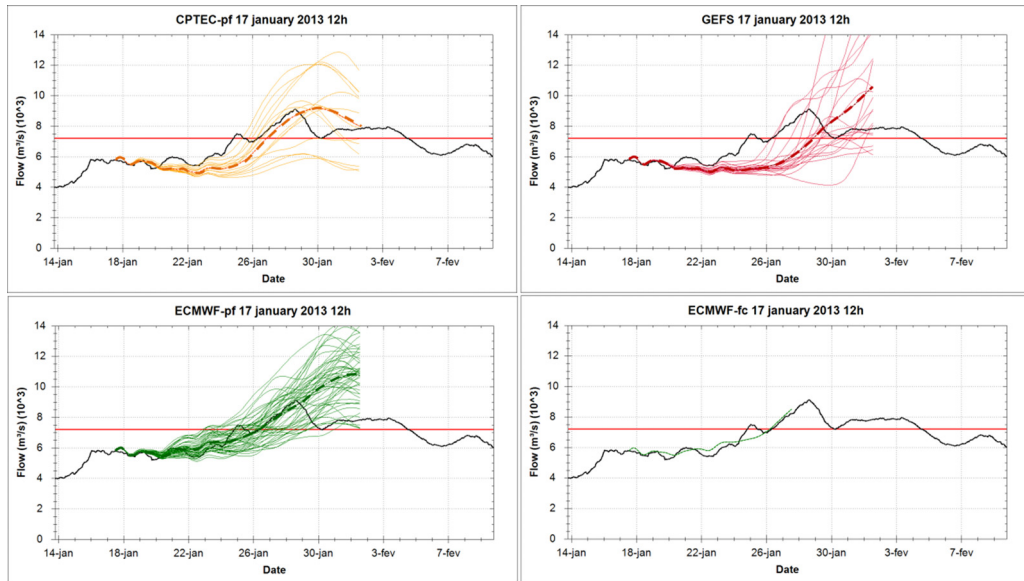 CPTEC-pf 17 january 2013 12h
Flow (m³/s) (10^3)
14
12
10
8
6
4
2
0
14-jan 18-jan 22-jan 26-jan 30-jan 3-fev 7-fev
Date
GEFS 17 january 2013 12h
Flow (m³/s) (10^3)
14
12
10
8
6
4
2
0
14-jan 18-jan 22-jan 26-jan 30-jan 3-fev 7-fev
Date
ECMWF-pf 17 january 2013 12h
Flow (m³/s) (10^3)
14
12
10
8
6
4
2
0
14-jan 18-jan 22-jan 26-jan 30-jan 3-fev 7-fev
Date
ECMWF-fc 17 january 2013 12h
Flow (m³/s) (10^3)
14
12
10
8
6
4
2
0
14-jan 18-jan 22-jan 26-jan 30-jan 3-fev 7-fev
Date